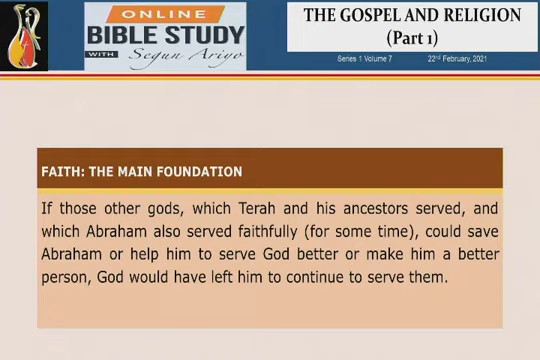 ONLINE
BIBLE STUDY
WITH Segun Ariyo
THE GOSPEL AND RELIGION
(Part 1)
Series 1 Volume 7 22nd February, 2021
FAITH: THE MAIN FOUNDATION
If those other gods, which Terah and his ancestors served, and
which Abraham also served faithfully (for some time), could save
Abraham or help him to serve God better or make him a better
person, God would have left him to continue to serve them.